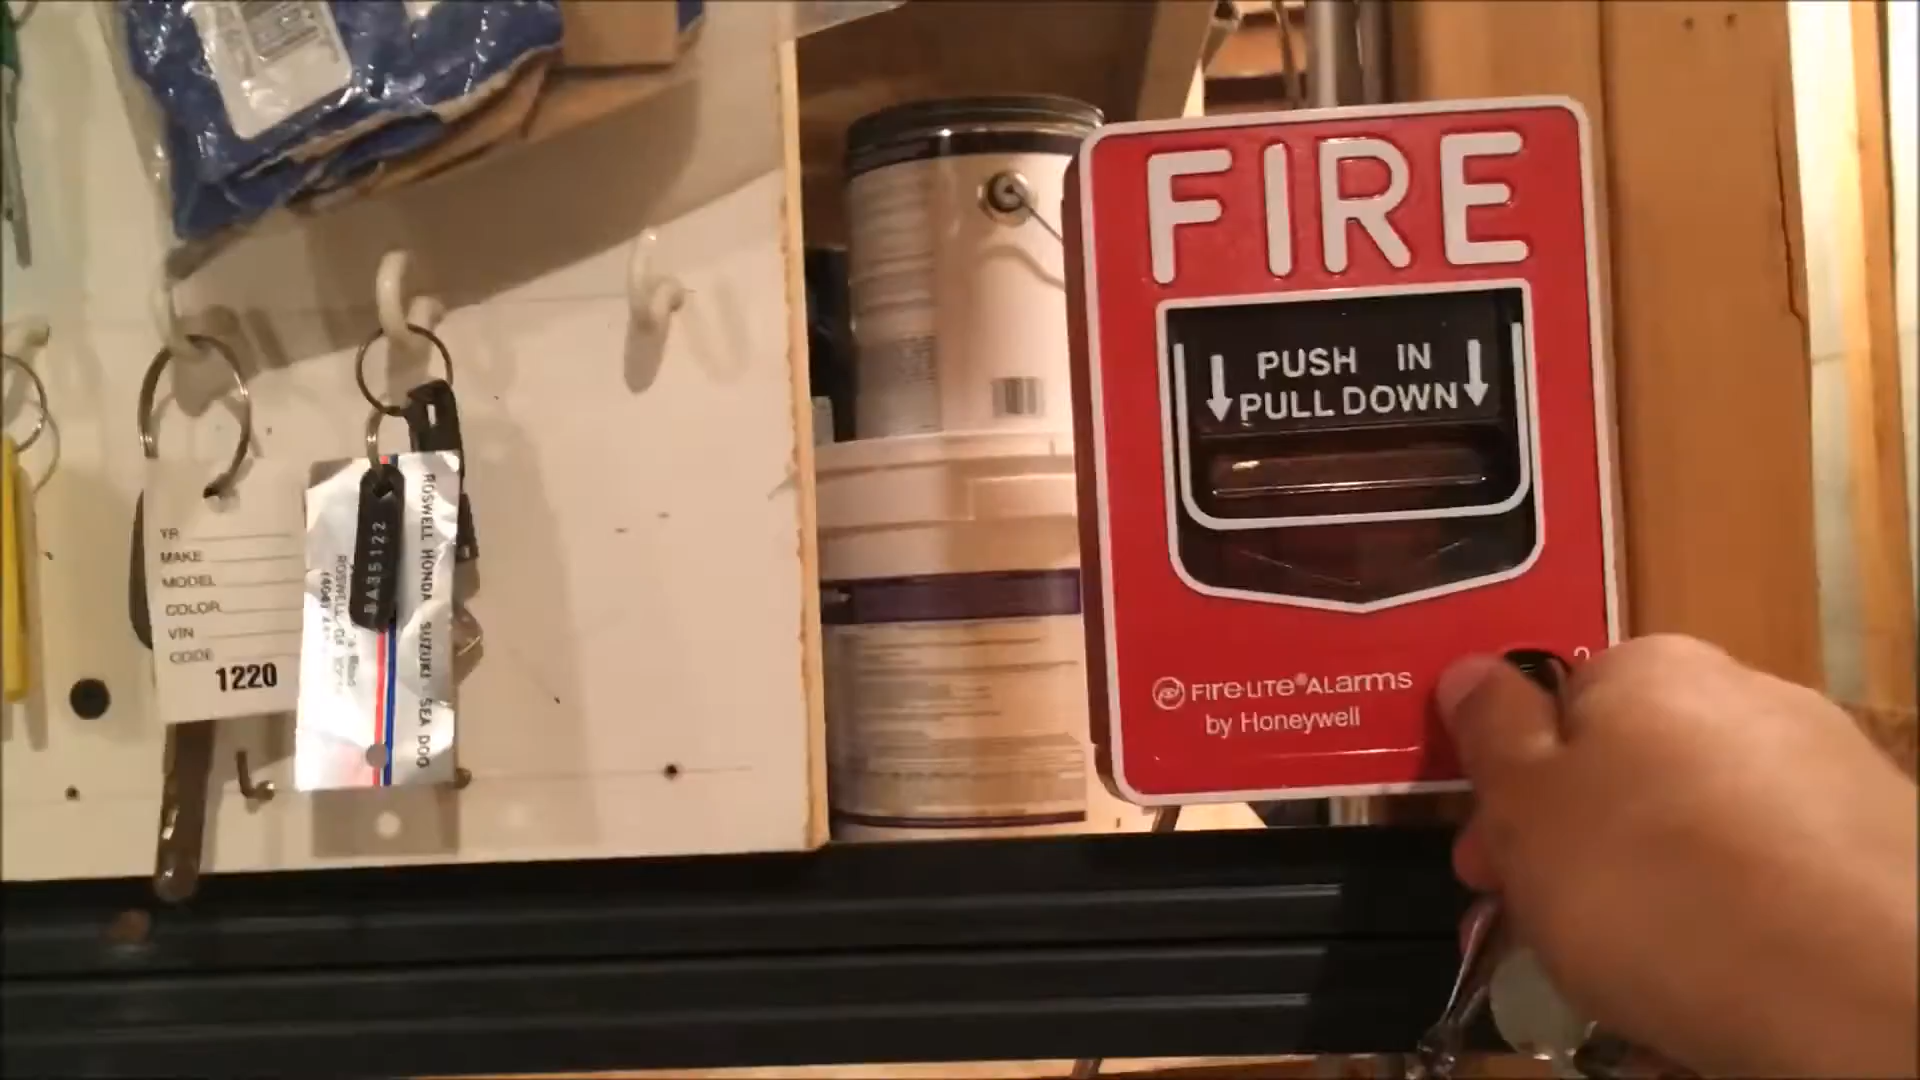 FIRE
PUSH IN
PULL DOWN
FIRE-LITE® ALARMS
by Honeywell
2
YR
MAKE
MODEL
COLOR
VIN
CODE
1220
BA35122
ROSWELL HONDA SUZUKI SEA DOO